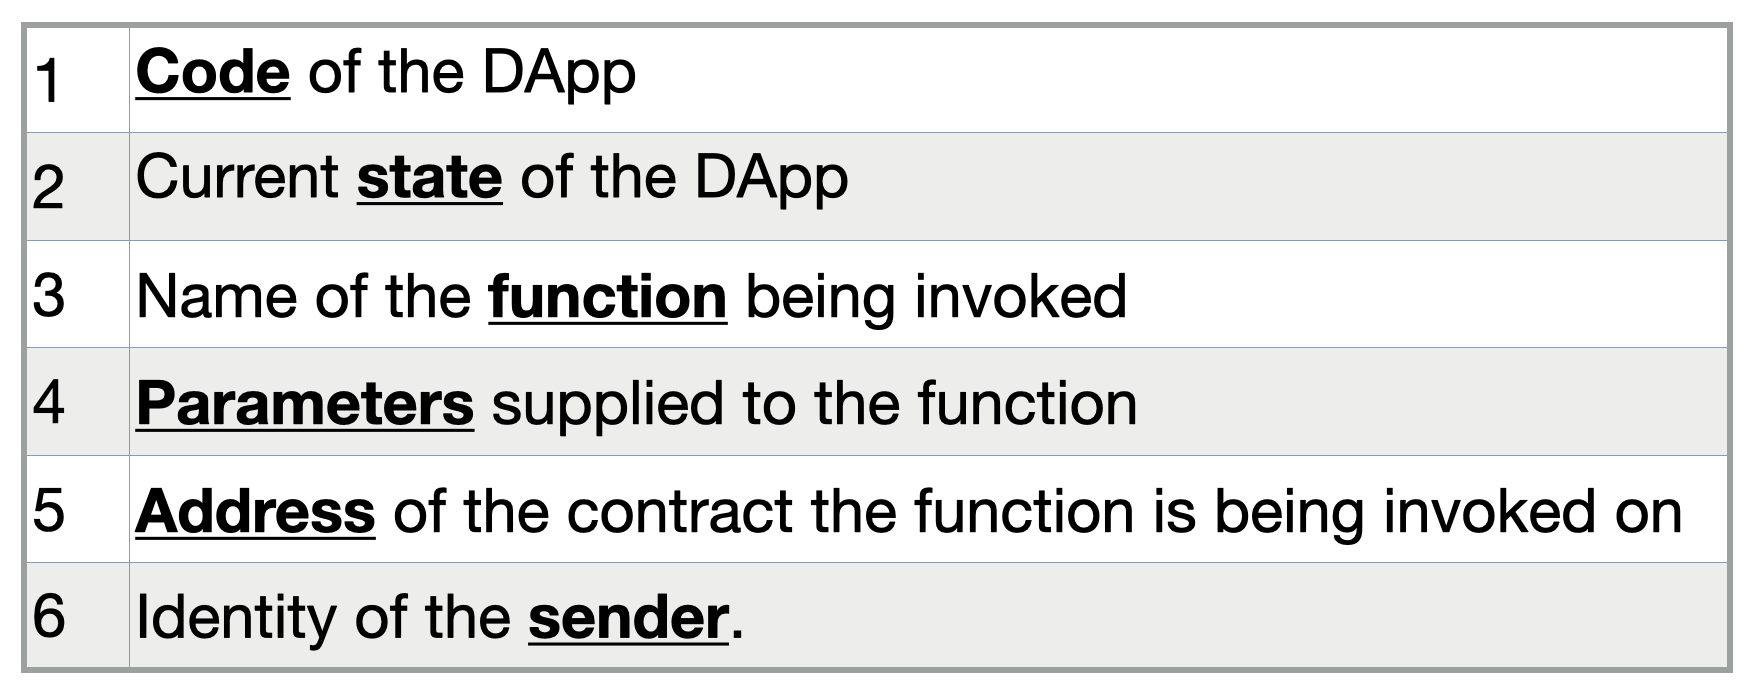 1 Code of the DApp
2 Current state of the DApp
3 Name of the function being invoked
4 Parameters supplied to the function
5 Address of the contract the function is being invoked on
6 Identity of the sender.